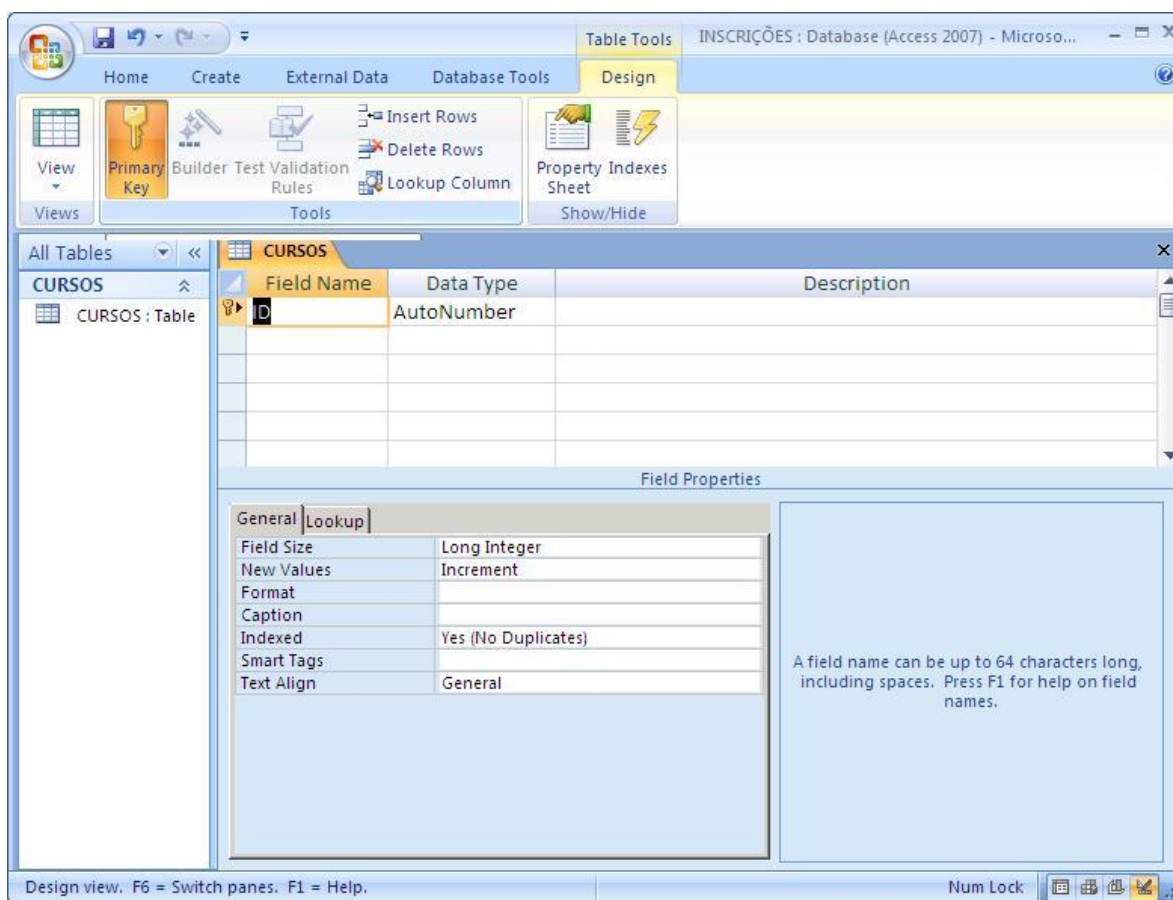 Table Tools INSCRIÇÕES : Database (Access 2007) - Microso...
Home Create External Data Database Tools Design
View
Primary Key
Builder
Test Validation Rules
Insert Rows
Delete Rows
Lookup Column
Property Sheet
Indexes
Views Tools Show/Hide
All Tables
CURSOS
CURSOS : Table
CURSOS
Field Name Data Type Description
ID AutoNumber
Field Properties
General Lookup
Field Size Long Integer
New Values Increment
Format
Caption
Indexed Yes (No Duplicates)
Smart Tags
Text Align General
A field name can be up to 64 characters long,
including spaces. Press F1 for help on field
names.
Design view. F6 = Switch panes. F1 = Help. Num Lock